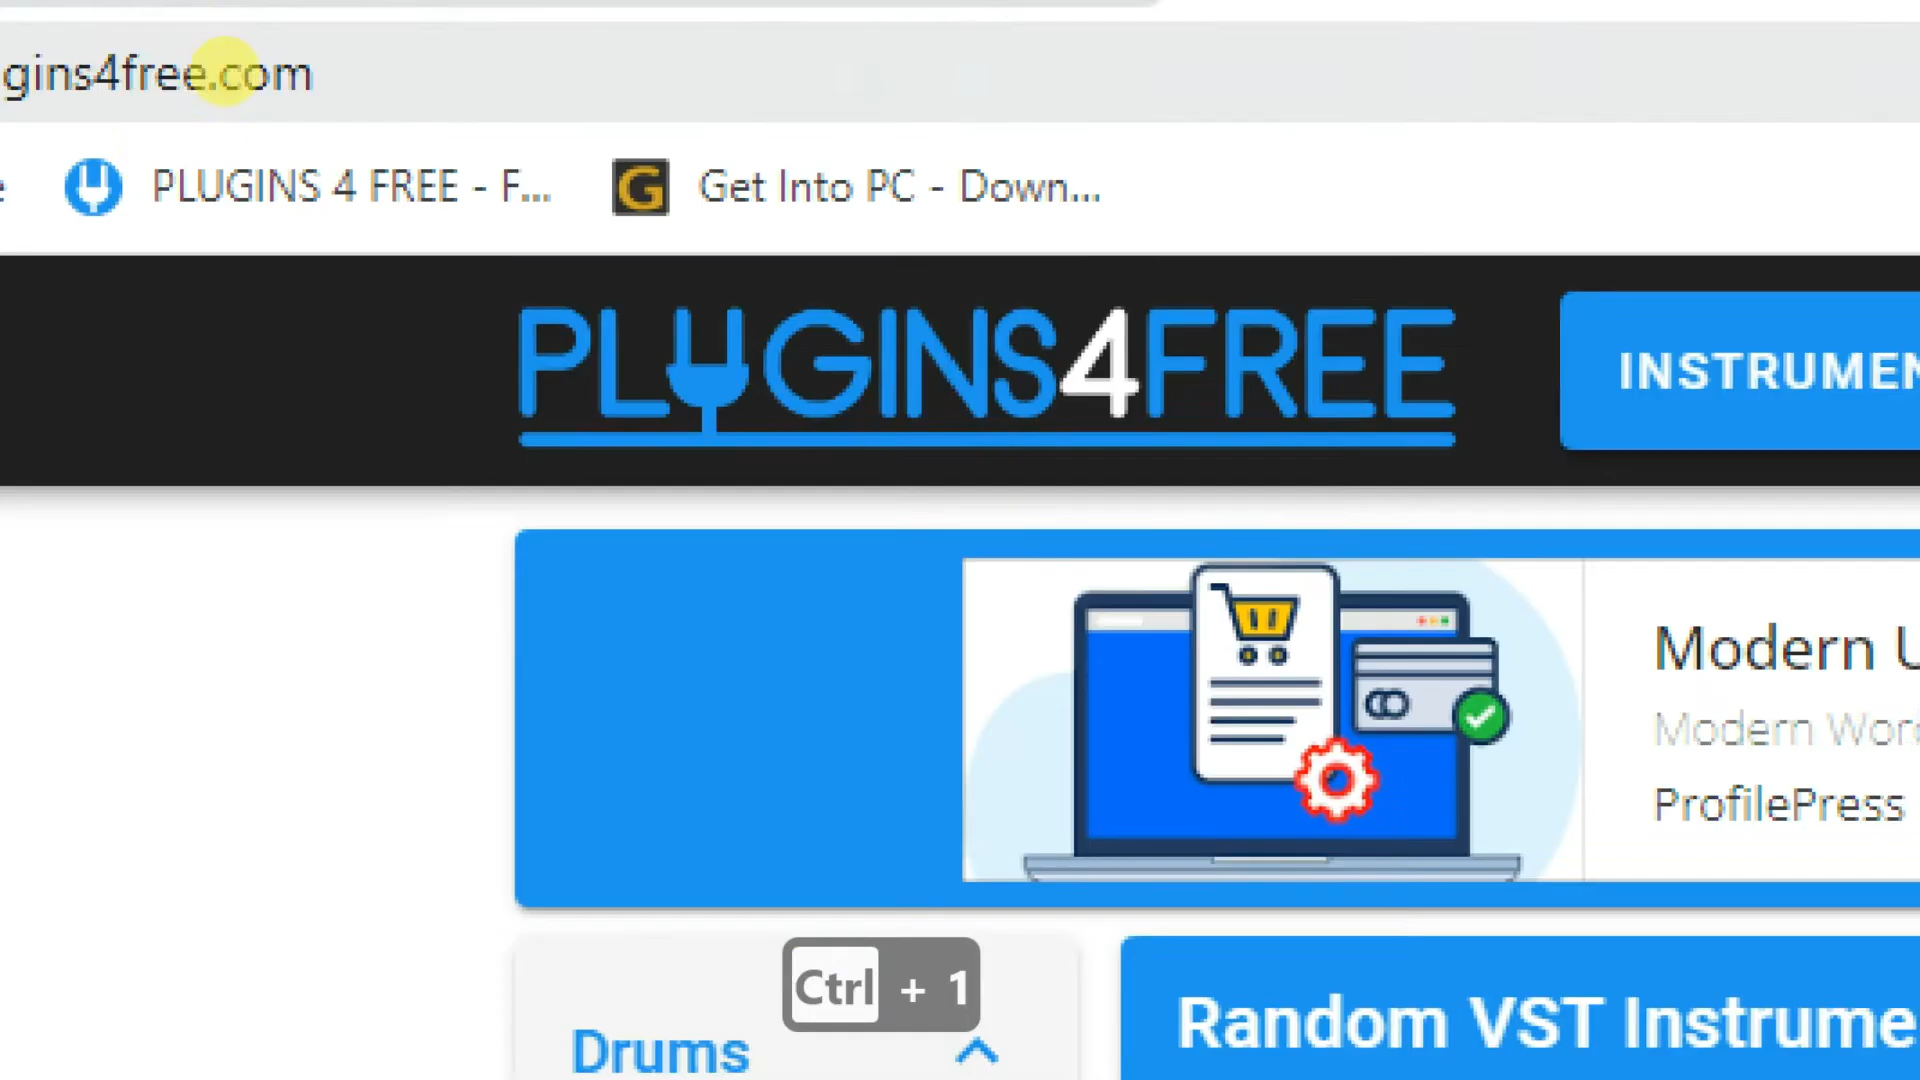 gins4free.com
PLUGINS 4 FREE - F...
Get Into PC - Down...
PLUGINS4FREE
INSTRUMEN
Modern U
Modern Word
ProfilePress
Ctrl + 1
Drums
Random VST Instrume